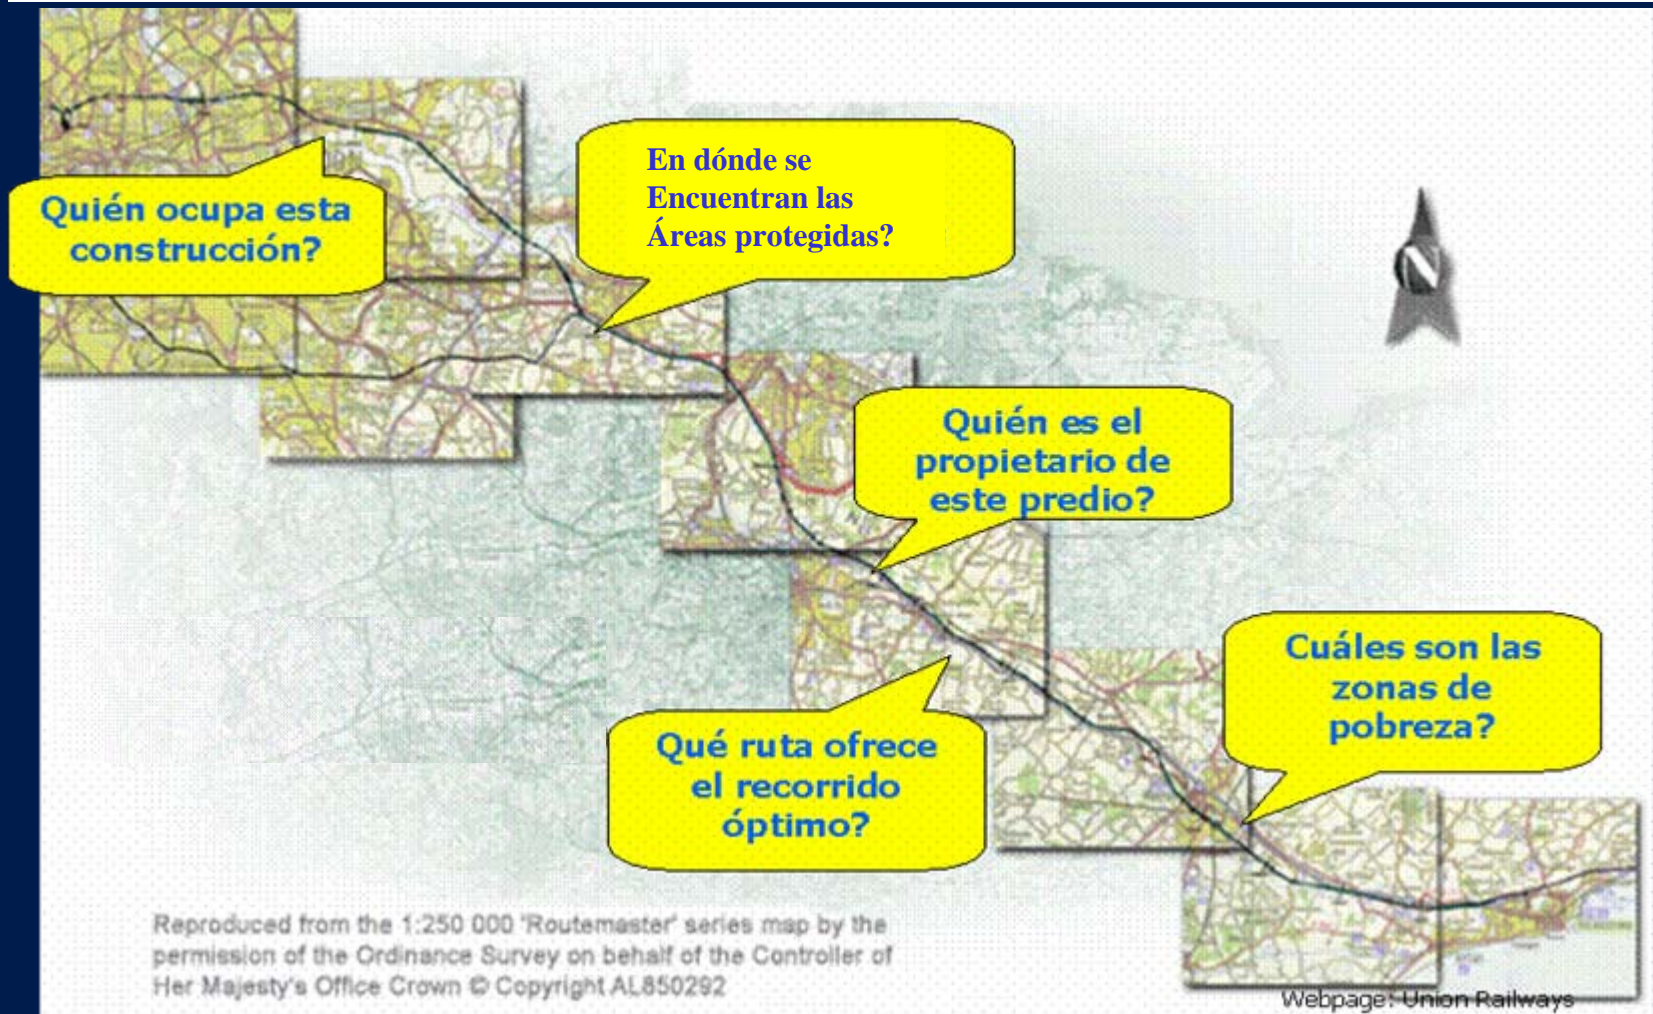 Quién ocupa esta
construcción?
En dónde se
Encuentran las
Áreas protegidas?
N
Quién es el
propietario de
este predio?
Cuáles son las
zonas de
pobreza?
Qué ruta ofrece
el recorrido
óptimo?
Reproduced from the 1:250 000 'Routemaster' series map by the
permission of the Ordinance Survey on behalf of the Controller of
Her Majesty's Office Crown © Copyright AL850292
Webpage: Union Railways